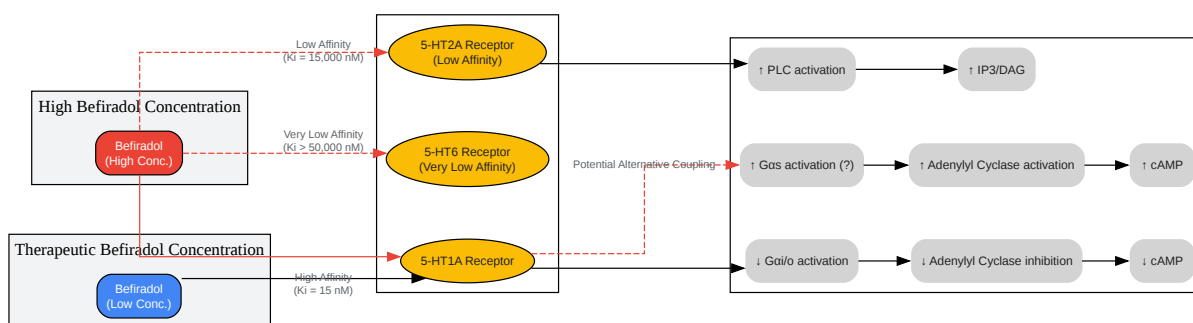 Low Affinity
(Ki = 15,000 nM)
5-HT2A Receptor
(Low Affinity)
↑ PLC activation
↑ IP3/DAG
High Befiradol Concentration
Befiradol
(High Conc.)
Very Low Affinity
(Ki > 50,000 nM)
5-HT6 Receptor
(Very Low Affinity)
Potential Alternative Coupling
↑ Gαs activation (?)
↑ Adenylyl Cyclase activation
↑ cAMP
Therapeutic Befiradol Concentration
Befiradol
(Low Conc.)
High Affinity
(Ki = 15 nM)
5-HT1A Receptor
↓ Gαi/o activation
↓ Adenylyl Cyclase inhibition
↓ cAMP